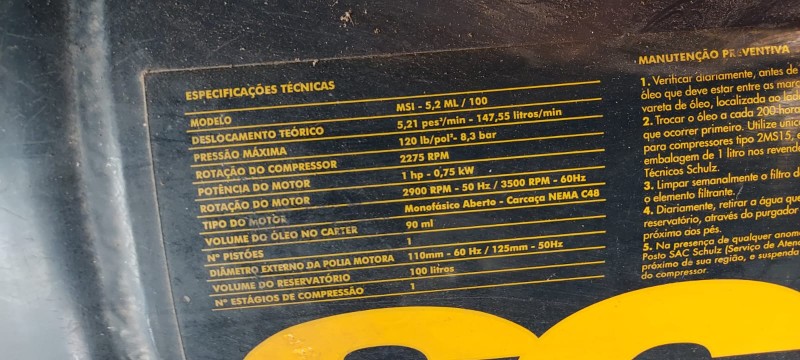 ESPECIFICAÇÕES TÉCNICAS
MODELO MSI - 5,2 ML / 100
DESLOCAMENTO TEÓRICO 5,21 pes³/min - 147,55 litros/min
PRESSÃO MÁXIMA 120 lb/pol² - 8,3 bar
ROTAÇÃO DO COMPRESSOR 2275 RPM
POTÊNCIA DO MOTOR 1 hp - 0,75 kW
ROTAÇÃO DO MOTOR 2900 RPM - 50 Hz / 3500 RPM - 60Hz
TIPO DO MOTOR Monofásico Aberto - Carcaça NEMA C48
VOLUME DO ÓLEO NO CARTER 90 ml
Nº PISTÕES 1
DIÂMETRO EXTERNO DA POLIA MOTORA 110mm - 60 Hz / 125mm - 50Hz
VOLUME DO RESERVATÓRIO 100 litros
Nº ESTÁGIOS DE COMPRESSÃO 1
MANUTENÇÃO PREVENTIVA
1. Verificar diariamente, antes de
óleo que deve estar entre as
vareta de óleo, localizada ao
2. Trocar o óleo a cada 200
que ocorrer primeiro. Utilize
para compressores tipo 2MS15,
embalagem de 1 litro nos
Técnicos Schulz.
3. Limpar semanalmente o filtro
o elemento filtrante.
4. Diariamente, retirar a água que
reservatório, através do purgador
próximo aos pés.
5. Na presença de qualquer
Posto SAC Schulz (Serviço de
próximo de sua região, e
do compressor.